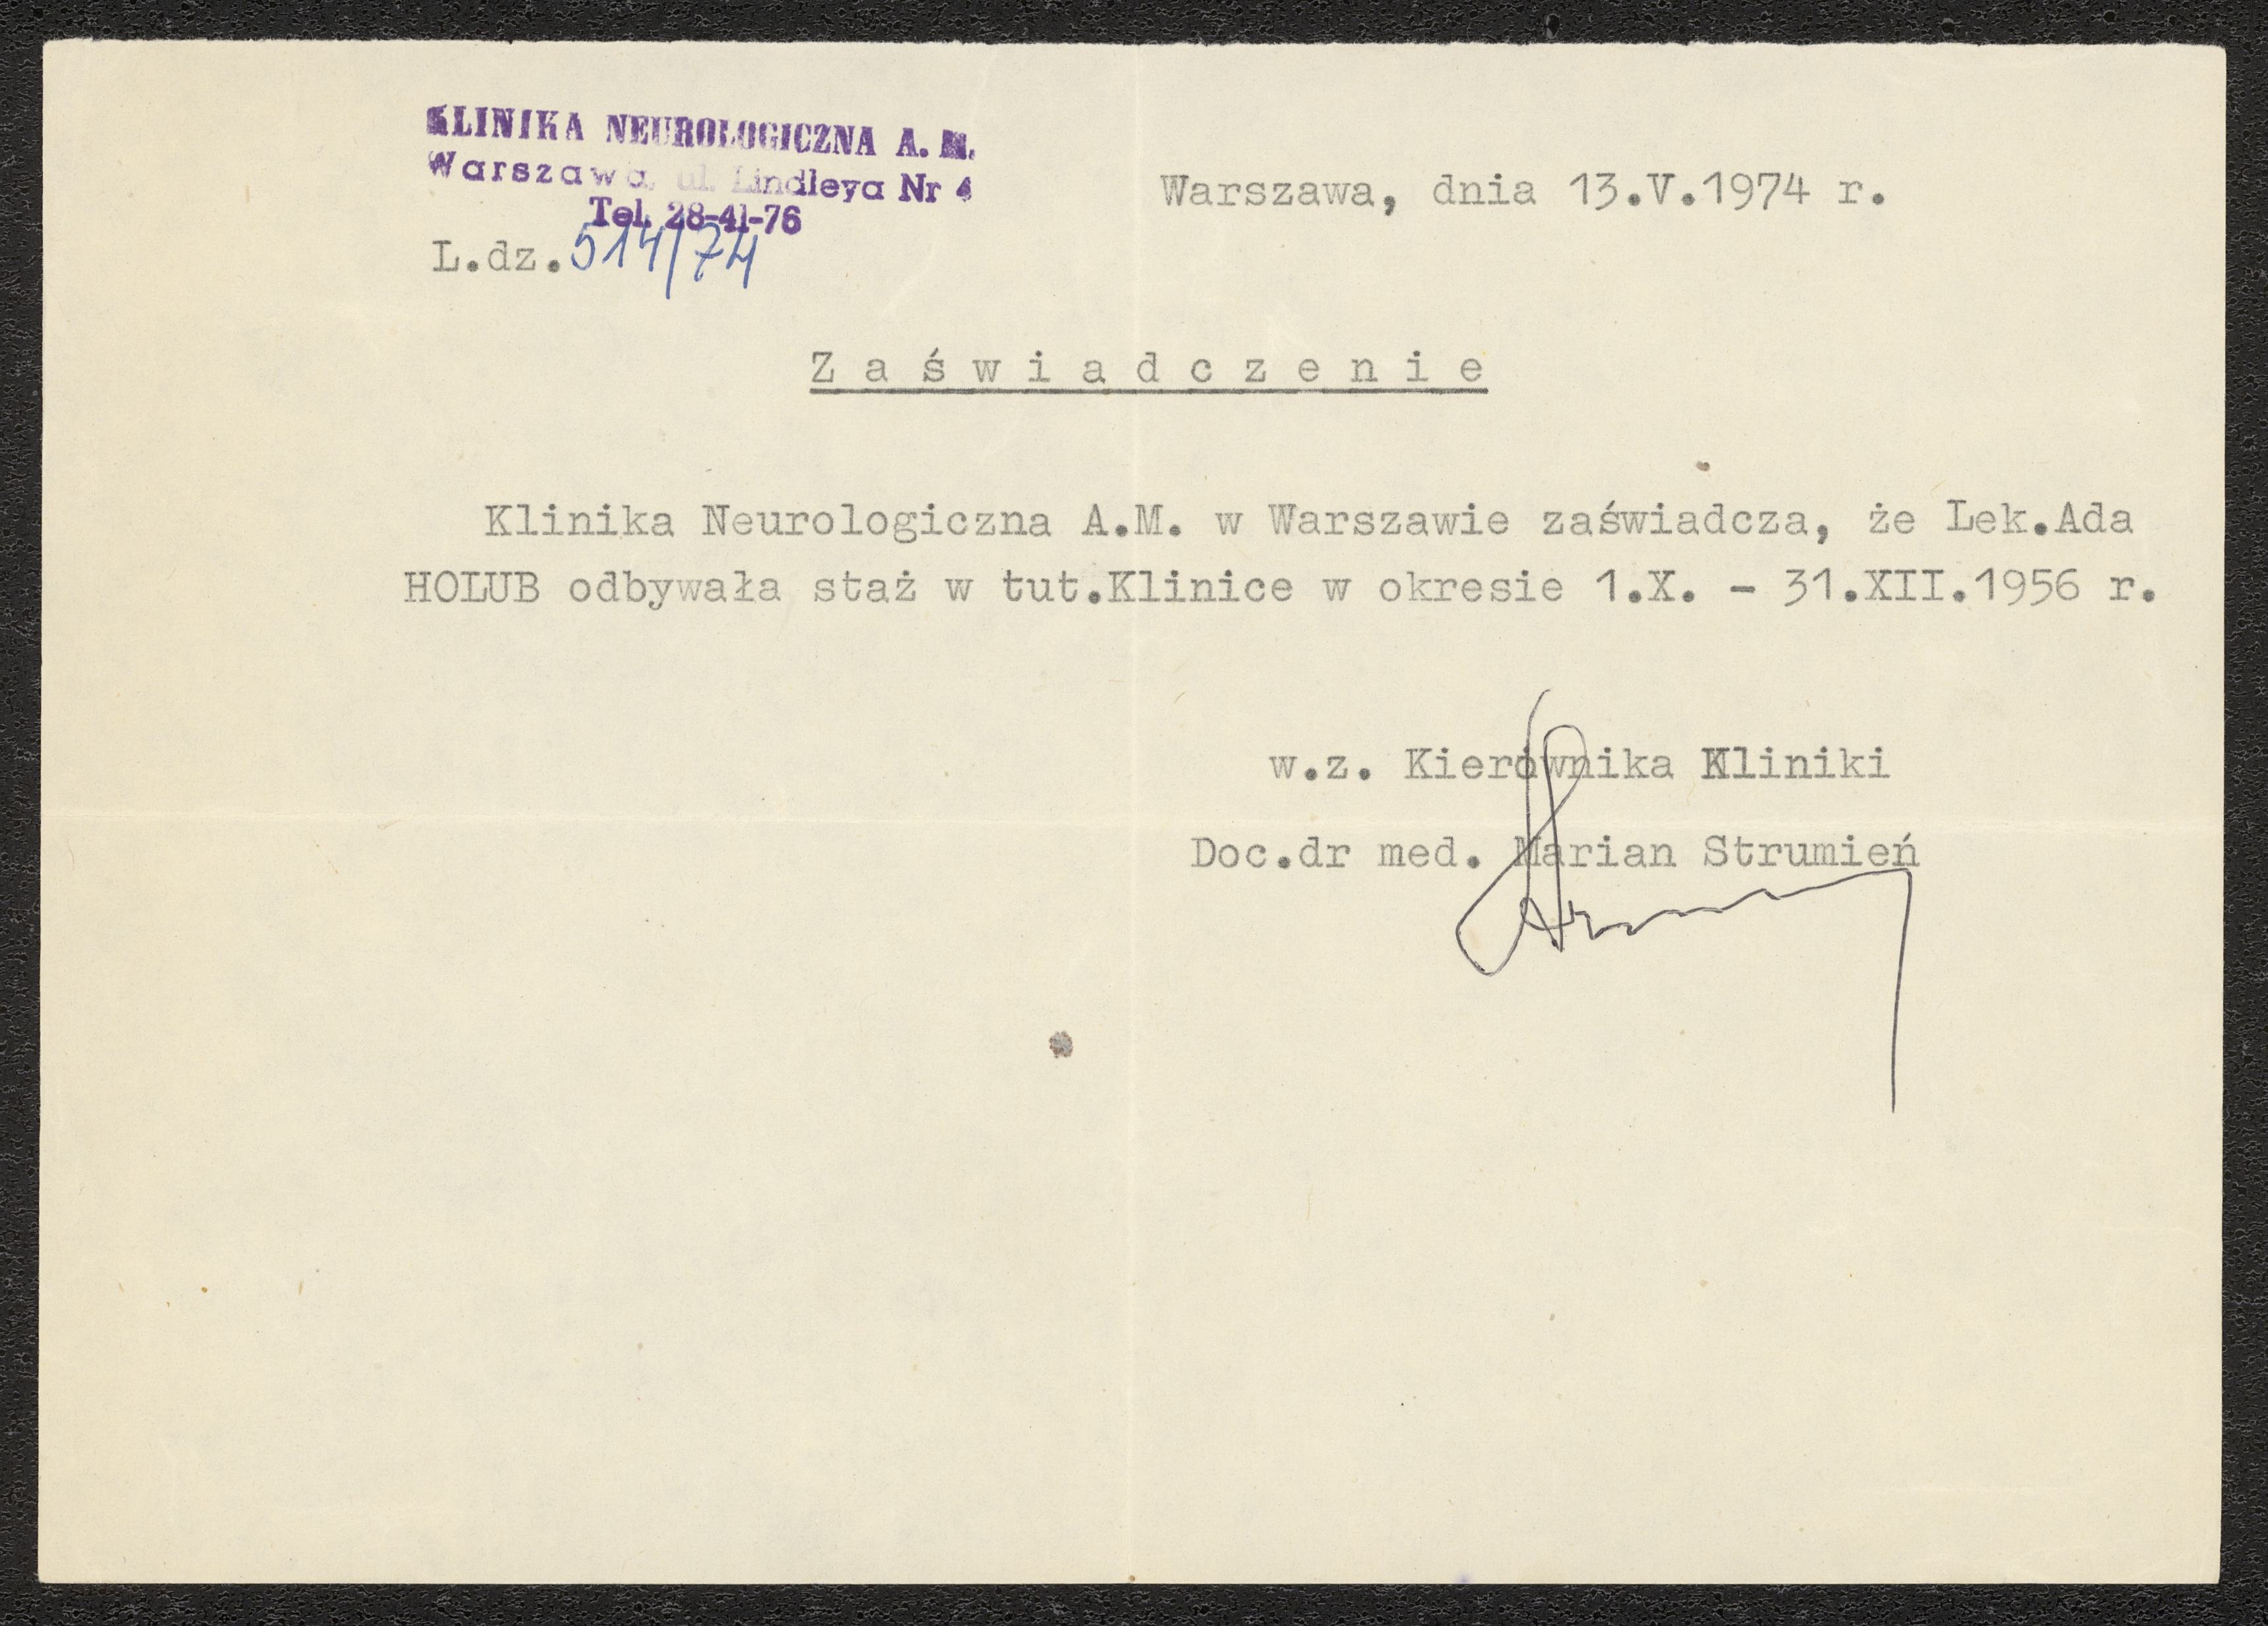 KLINIKA NEUROLOGICZNA A. M.
Warszawa, ul. Lindleya Nr 4
Tel. 28-41-76
Warszawa, dnia 13.V.1974 r.
L.dz. 514/74
Zaświadczenie
Klinika Neurologiczna A.M. w Warszawie zaświadcza, że Lek.Ada
HOLUB odbywała staż w tut.Klinice w okresie 1.X. - 31.XII.1956 r.
w.z. Kierównika Kliniki
Doc.dr med. Marian Strumień